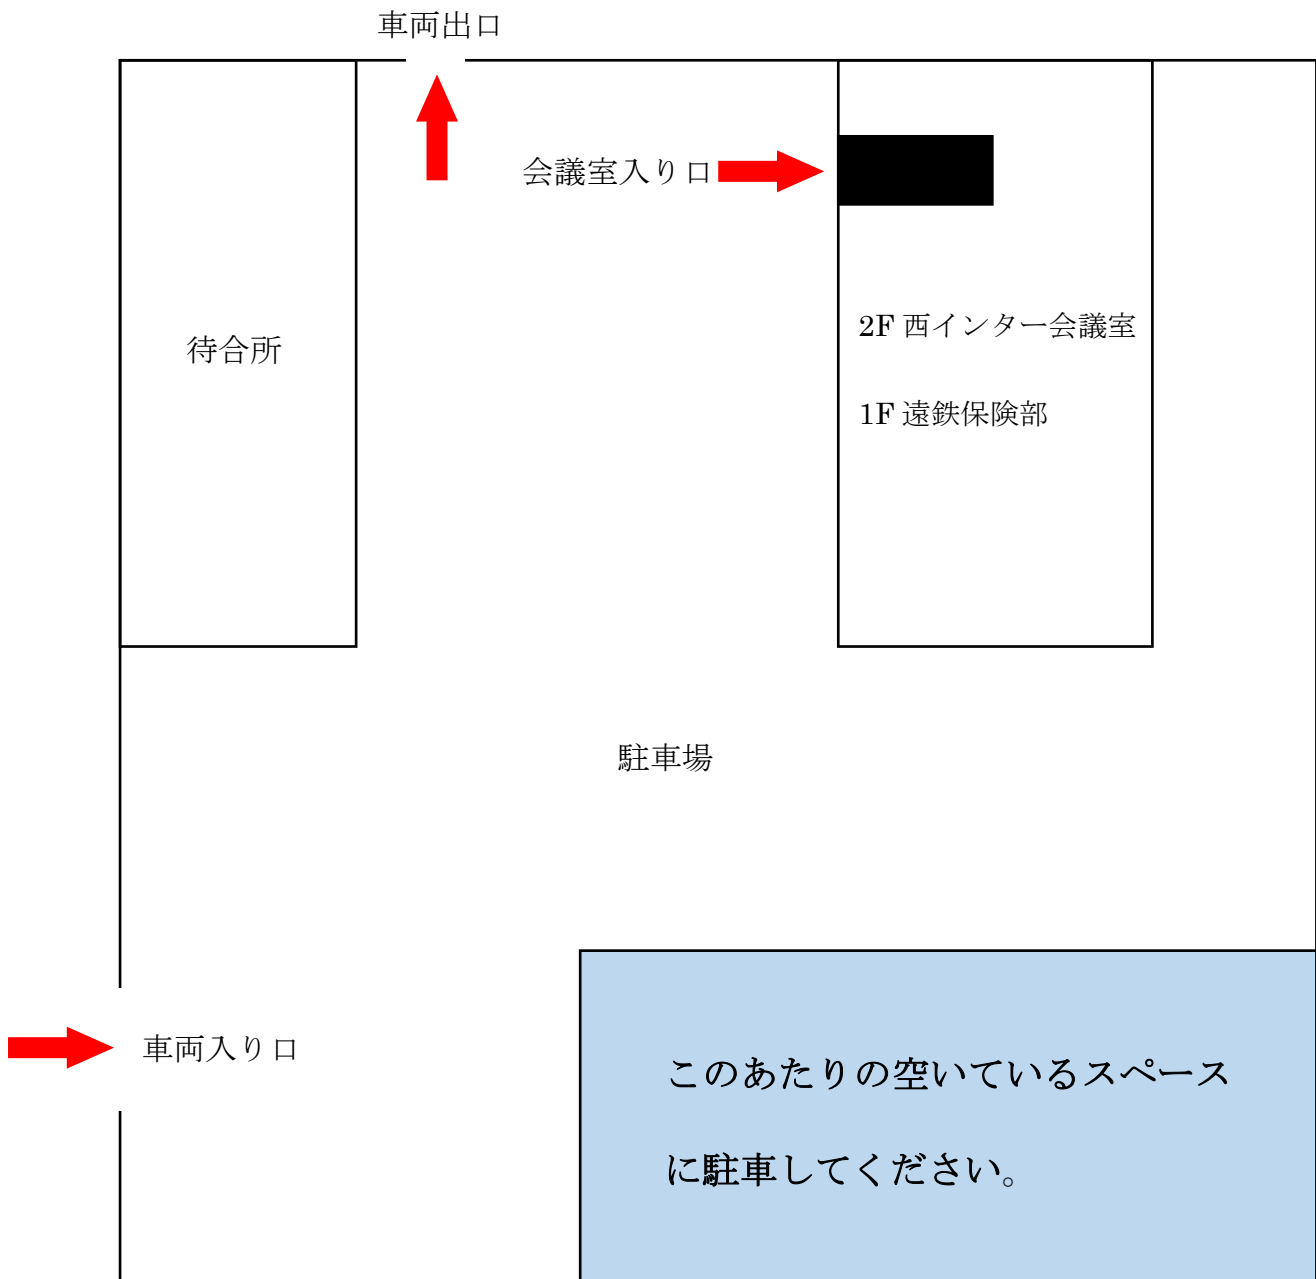 車両出口
会議室入り口
2F 西インター会議室
待合所
1F 遠鉄保険部
駐車場
車両入り口
このあたりの空いているスペース
に駐車してください。